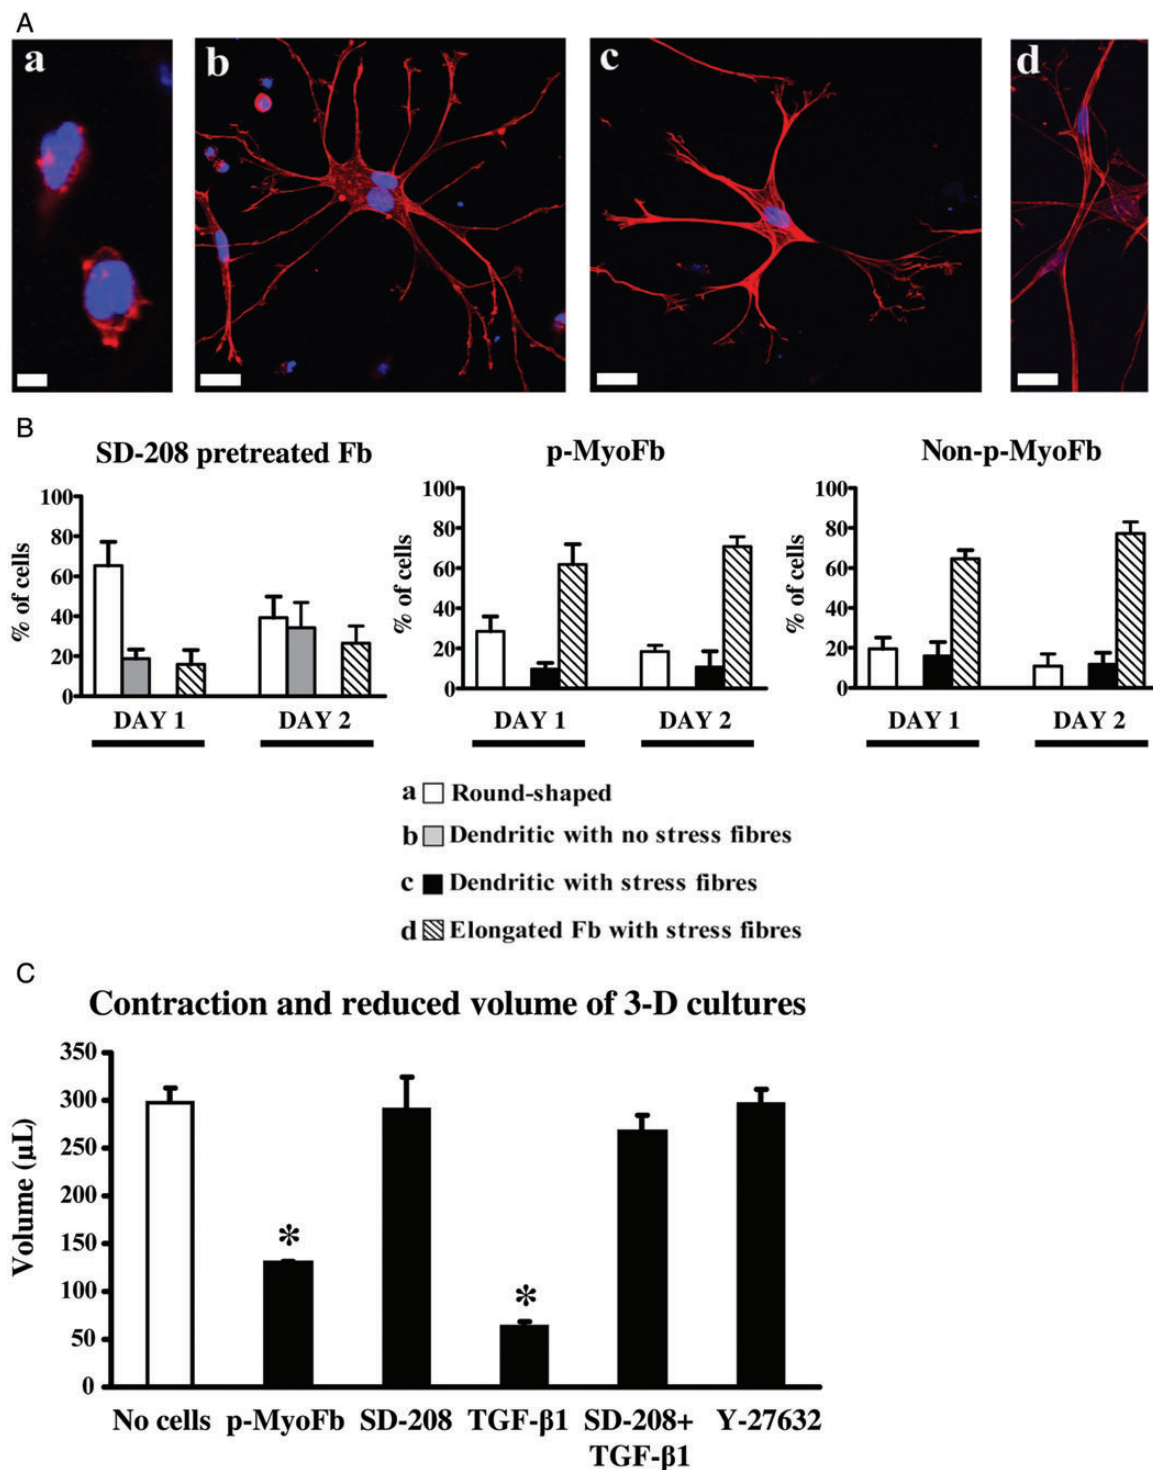 A
a
b
c
d
B
SD-208 pretreated Fb
p-MyoFb
Non-p-MyoFb
% of cells
100
80
60
40
20
0
DAY 1
DAY 2
% of cells
100
80
60
40
20
0
DAY 1
DAY 2
% of cells
100
80
60
40
20
0
DAY 1
DAY 2
a Round-shaped
b Dendritic with no stress fibres
c Dendritic with stress fibres
d Elongated Fb with stress fibres
C
Contraction and reduced volume of 3-D cultures
Volume (µL)
350
300
250
200
150
100
50
0
*
*
No cells
p-MyoFb
SD-208
TGF-β1
SD-208+
TGF-β1
Y-27632